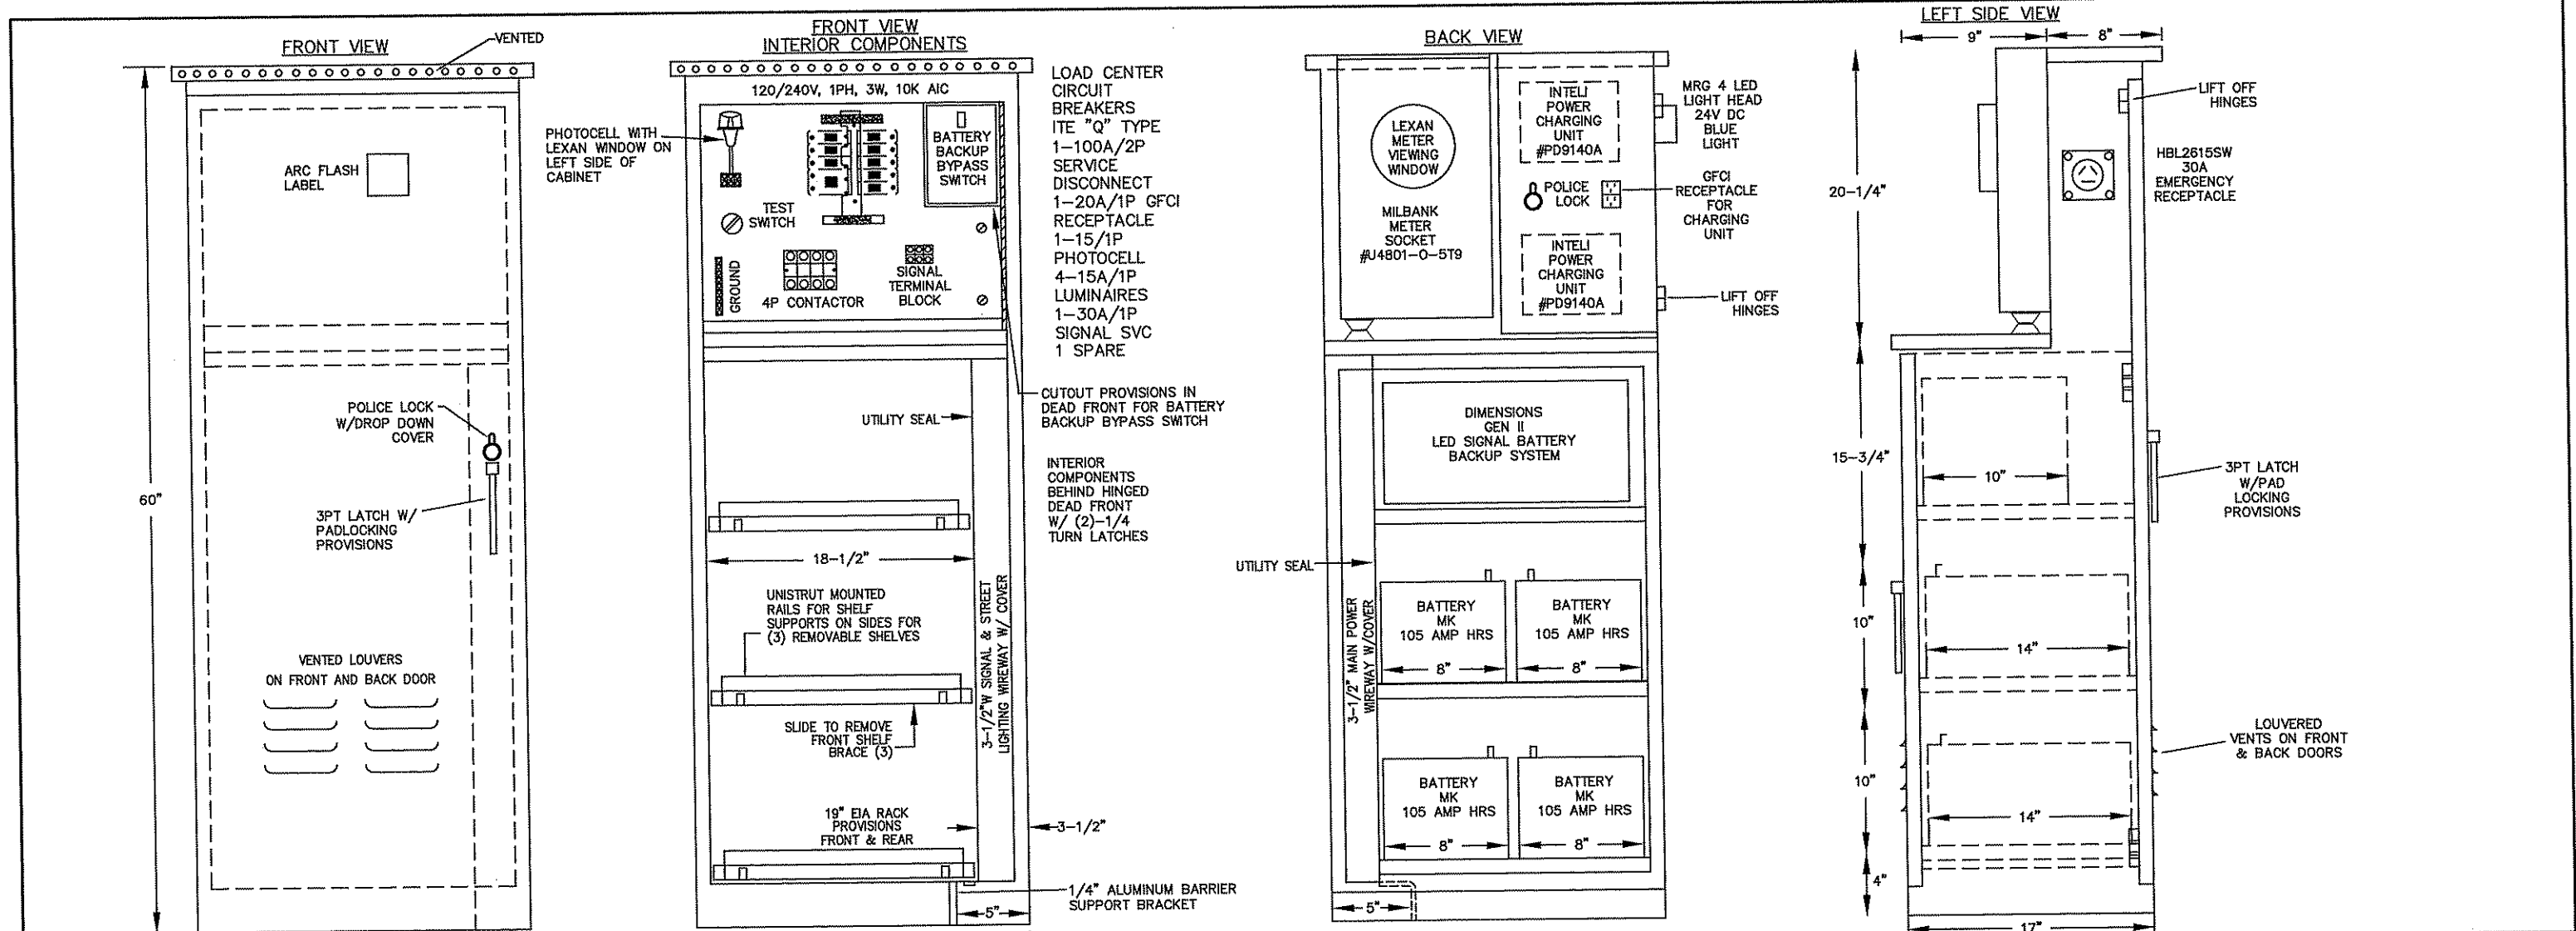 FRONT VIEW
VENTED
ARC FLASH
LABEL
60"
POLICE LOCK
W/DROP DOWN
COVER
3PT LATCH W/
PADLOCKING
PROVISIONS
VENTED LOUVERS
ON FRONT AND BACK DOOR
FRONT VIEW
INTERIOR COMPONENTS
120/240V, 1PH, 3W, 10K AIC
PHOTOCELL WITH
LEXAN WINDOW ON
LEFT SIDE OF
CABINET
BATTERY
BACKUP
BYPASS
SWITCH
TEST
SWITCH
GROUND
4P CONTACTOR
SIGNAL
TERMINAL
BLOCK
LOAD CENTER
CIRCUIT
BREAKERS
ITE "Q" TYPE
1-100A/2P
SERVICE
DISCONNECT
1-20A/1P GFCI
RECEPTACLE
1-15/1P
PHOTOCELL
4-15A/1P
LUMINAIRES
1-30A/1P
SIGNAL SVC
1 SPARE
CUTOUT PROVISIONS IN
DEAD FRONT FOR BATTERY
BACKUP BYPASS SWITCH
UTILITY SEAL
INTERIOR
COMPONENTS
BEHIND HINGED
DEAD FRONT
W/ (2)-1/4
TURN LATCHES
18-1/2"
UNISTRUT MOUNTED
RAILS FOR SHELF
SUPPORTS ON SIDES FOR
(3) REMOVABLE SHELVES
3-1/2"W SIGNAL & STREET
LIGHTING WIREWAY W/ COVER
SLIDE TO REMOVE
FRONT SHELF
BRACE (3)
19" EIA RACK
PROVISIONS
FRONT & REAR
3-1/2"
1/4" ALUMINUM BARRIER
SUPPORT BRACKET
5"
BACK VIEW
LEXAN
METER
VIEWING
WINDOW
MILBANK
METER
SOCKET
#U4801-O-5T9
INTELI
POWER
CHARGING
UNIT
#PD9140A
POLICE
LOCK
INTELI
POWER
CHARGING
UNIT
#PD9140A
MRG 4 LED
LIGHT HEAD
24V DC
BLUE
LIGHT
GFCI
RECEPTACLE
FOR
CHARGING
UNIT
LIFT OFF
HINGES
DIMENSIONS
GEN II
LED SIGNAL BATTERY
BACKUP SYSTEM
UTILITY SEAL
3-1/2" MAIN POWER
WIREWAY W/COVER
BATTERY
MK
105 AMP HRS
8"
BATTERY
MK
105 AMP HRS
8"
BATTERY
MK
105 AMP HRS
8"
BATTERY
MK
105 AMP HRS
8"
5"
LEFT SIDE VIEW
9"
8"
LIFT OFF
HINGES
HBL2615SW
30A
EMERGENCY
RECEPTACLE
20-1/4"
15-3/4"
10"
3PT LATCH
W/PAD
LOCKING
PROVISIONS
10"
14"
LOUVERED
VENTS ON FRONT
& BACK DOORS
10"
14"
4"
17"